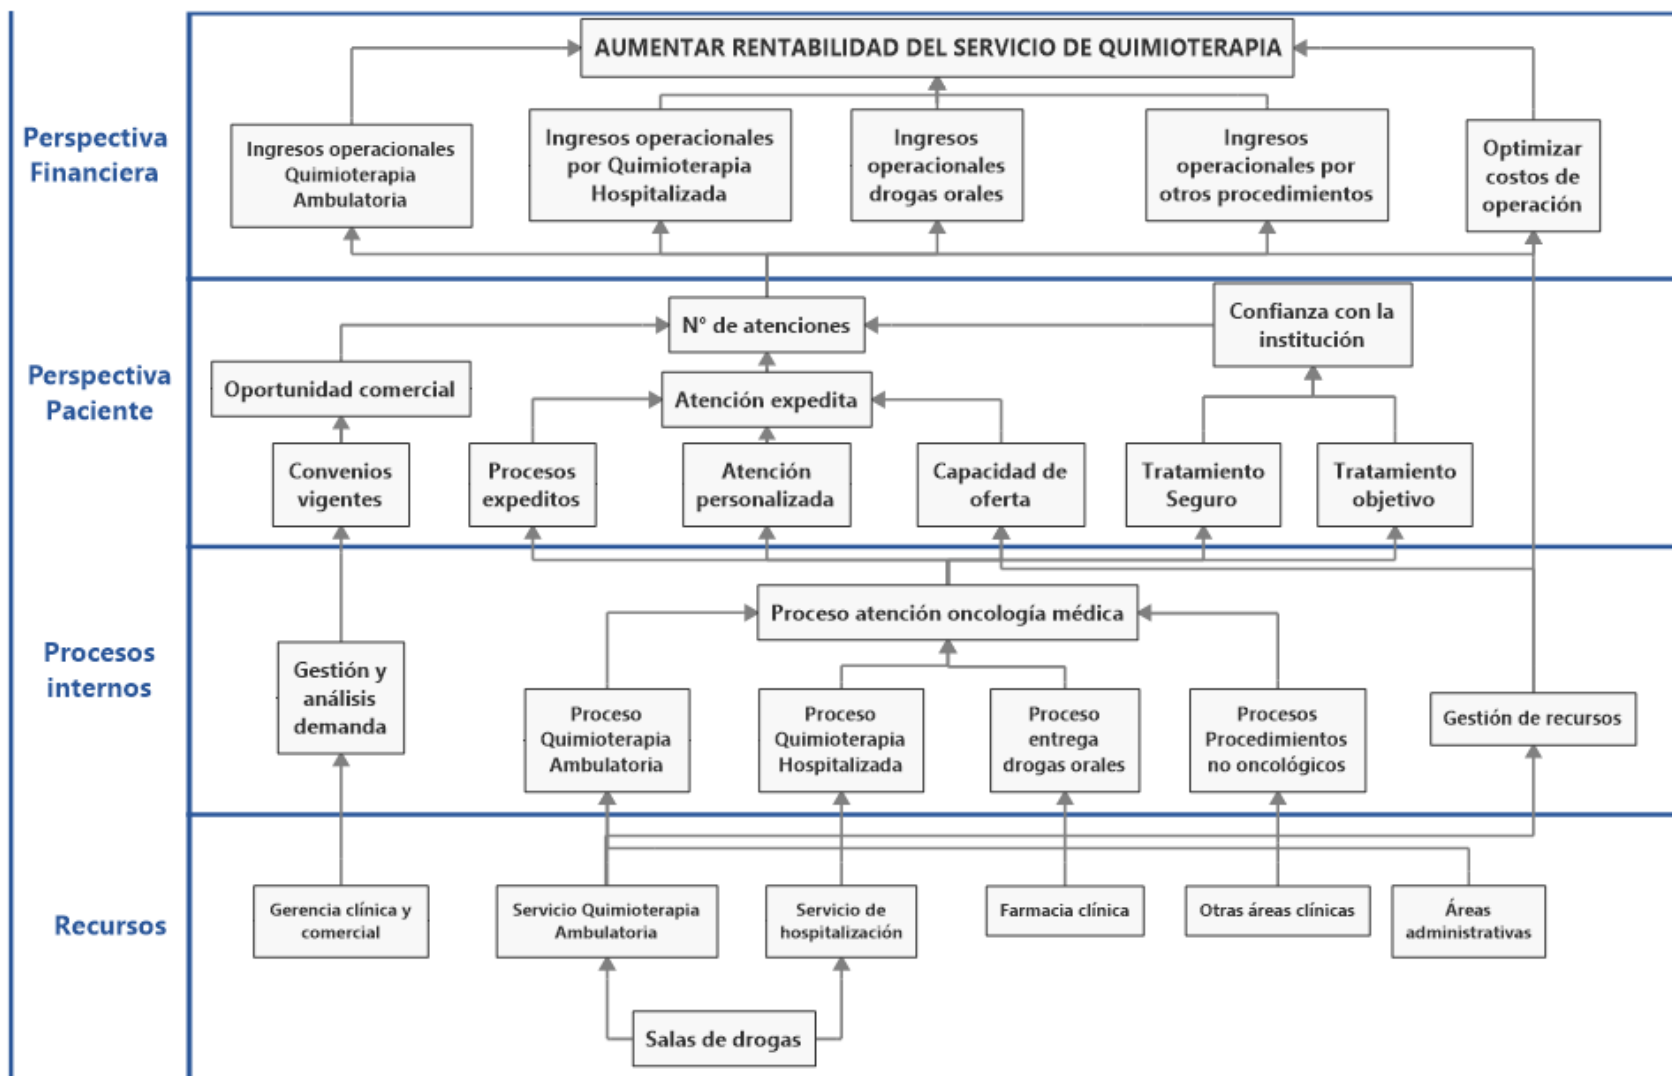 AUMENTAR RENTABILIDAD DEL SERVICIO DE QUIMIOTERAPIA
Perspectiva
Financiera
Ingresos operacionales
Quimioterapia
Ambulatoria
Ingresos operacionales
por Quimioterapia
Hospitalizada
Ingresos
operacionales
drogas orales
Ingresos
operacionales por
otros procedimientos
Optimizar
costos de
operación
Perspectiva
Paciente
N° de atenciones
Confianza con la
institución
Oportunidad comercial
Atención expedita
Convenios
vigentes
Procesos
expeditos
Atención
personalizada
Capacidad de
oferta
Tratamiento
Seguro
Tratamiento
objetivo
Procesos
internos
Proceso atención oncología médica
Gestión y
análisis
demanda
Proceso
Quimioterapia
Ambulatoria
Proceso
Quimioterapia
Hospitalizada
Proceso
entrega
drogas orales
Procesos
Procedimientos
no oncológicos
Gestión de recursos
Recursos
Gerencia clínica y
comercial
Servicio Quimioterapia
Ambulatoria
Servicio de
hospitalización
Farmacia clínica
Otras áreas clínicas
Áreas
administrativas
Salas de drogas